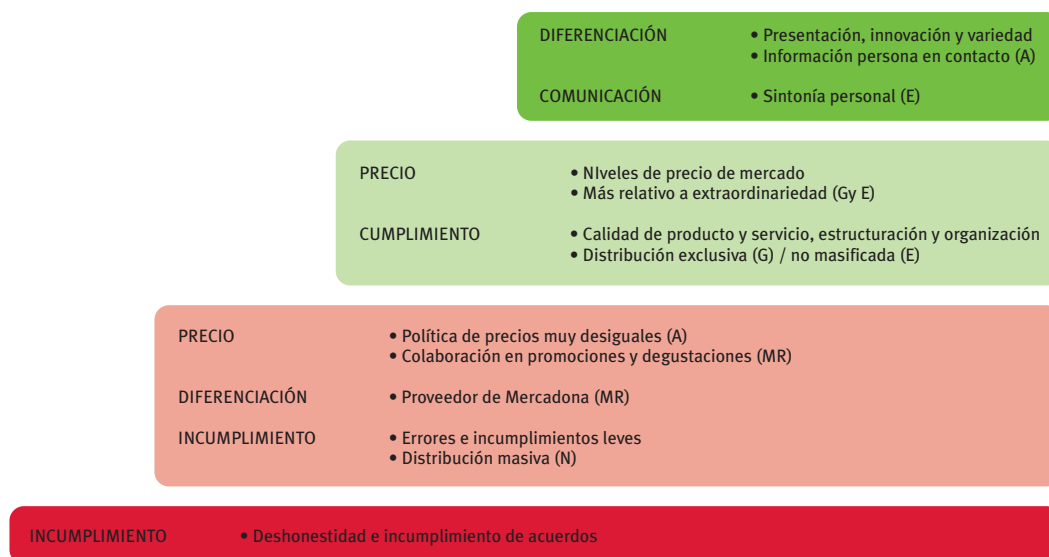 DIFERENCIACIÓN • Presentación, innovación y variedad
• Información persona en contacto (A)
COMUNICACIÓN • Sintonía personal (E)
PRECIO • NIveles de precio de mercado
• Más relativo a extraordinariedad (Gy E)
CUMPLIMIENTO • Calidad de producto y servicio, estructuración y organización
• Distribución exclusiva (G) / no masificada (E)
PRECIO • Política de precios muy desiguales (A)
• Colaboración en promociones y degustaciones (MR)
DIFERENCIACIÓN • Proveedor de Mercadona (MR)
INCUMPLIMIENTO • Errores e incumplimientos leves
• Distribución masiva (N)
INCUMPLIMIENTO • Deshonestidad e incumplimiento de acuerdos